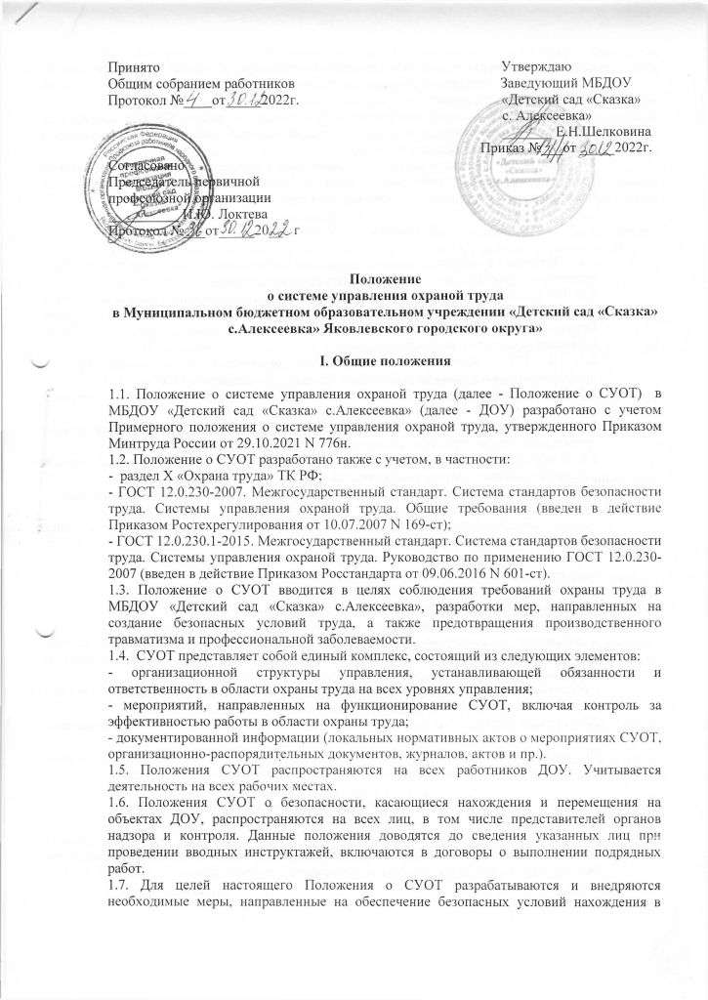 Принято
Общим собранием работников
Протокол № 4 от 30.12 2022г.
Утверждаю
Заведующий МБДОУ
«Детский сад «Сказка»
с. Алексеевка»
Е.Н.Шелковина
Приказ № от 30.12 2022г.
Согласовано
Председатель первичной
профсоюзной организации
И.Ю. Локтева
Протокол № 36 от 30.12 2022 г
Положение
о системе управления охраной труда
в Муниципальном бюджетном образовательном учреждении «Детский сад «Сказка»
с.Алексеевка» Яковлевского городского округа»
I. Общие положения
1.1. Положение о системе управления охраной труда (далее - Положение о СУОТ) в
МБДОУ «Детский сад «Сказка» с.Алексеевка» (далее - ДОУ) разработано с учетом
Примерного положения о системе управления охраной труда, утвержденного Приказом
Минтруда России от 29.10.2021 N 776н.
1.2. Положение о СУОТ разработано также с учетом, в частности:
- раздел X «Охрана труда» ТК РФ;
- ГОСТ 12.0.230-2007. Межгосударственный стандарт. Система стандартов безопасности
труда. Системы управления охраной труда. Общие требования (введен в действие
Приказом Ростехрегулирования от 10.07.2007 N 169-ст);
- ГОСТ 12.0.230.1-2015. Межгосударственный стандарт. Система стандартов безопасности
труда. Системы управления охраной труда. Руководство по применению ГОСТ 12.0.230-
2007 (введен в действие Приказом Росстандарта от 09.06.2016 N 601-ст).
1.3. Положение о СУОТ вводится в целях соблюдения требований охраны труда в
МБДОУ «Детский сад «Сказка» с.Алексеевка», разработки мер, направленных на
создание безопасных условий труда, а также предотвращения производственного
травматизма и профессиональной заболеваемости.
1.4. СУОТ представляет собой единый комплекс, состоящий из следующих элементов:
- организационной структуры управления, устанавливающей обязанности и
ответственность в области охраны труда на всех уровнях управления;
- мероприятий, направленных на функционирование СУОТ, включая контроль за
эффективностью работы в области охраны труда;
- документированной информации (локальных нормативных актов о мероприятиях СУОТ,
организационно-распорядительных документов, журналов, актов и пр.).
1.5. Положения СУОТ распространяются на всех работников ДОУ. Учитывается
деятельность на всех рабочих местах.
1.6. Положения СУОТ о безопасности, касающиеся нахождения и перемещения на
объектах ДОУ, распространяются на всех лиц, в том числе представителей органов
надзора и контроля. Данные положения доводятся до сведения указанных лиц при
проведении вводных инструктажей, включаются в договоры о выполнении подрядных
работ.
1.7. Для целей настоящего Положения о СУОТ разрабатываются и внедряются
необходимые меры, направленные на обеспечение безопасных условий нахождения в